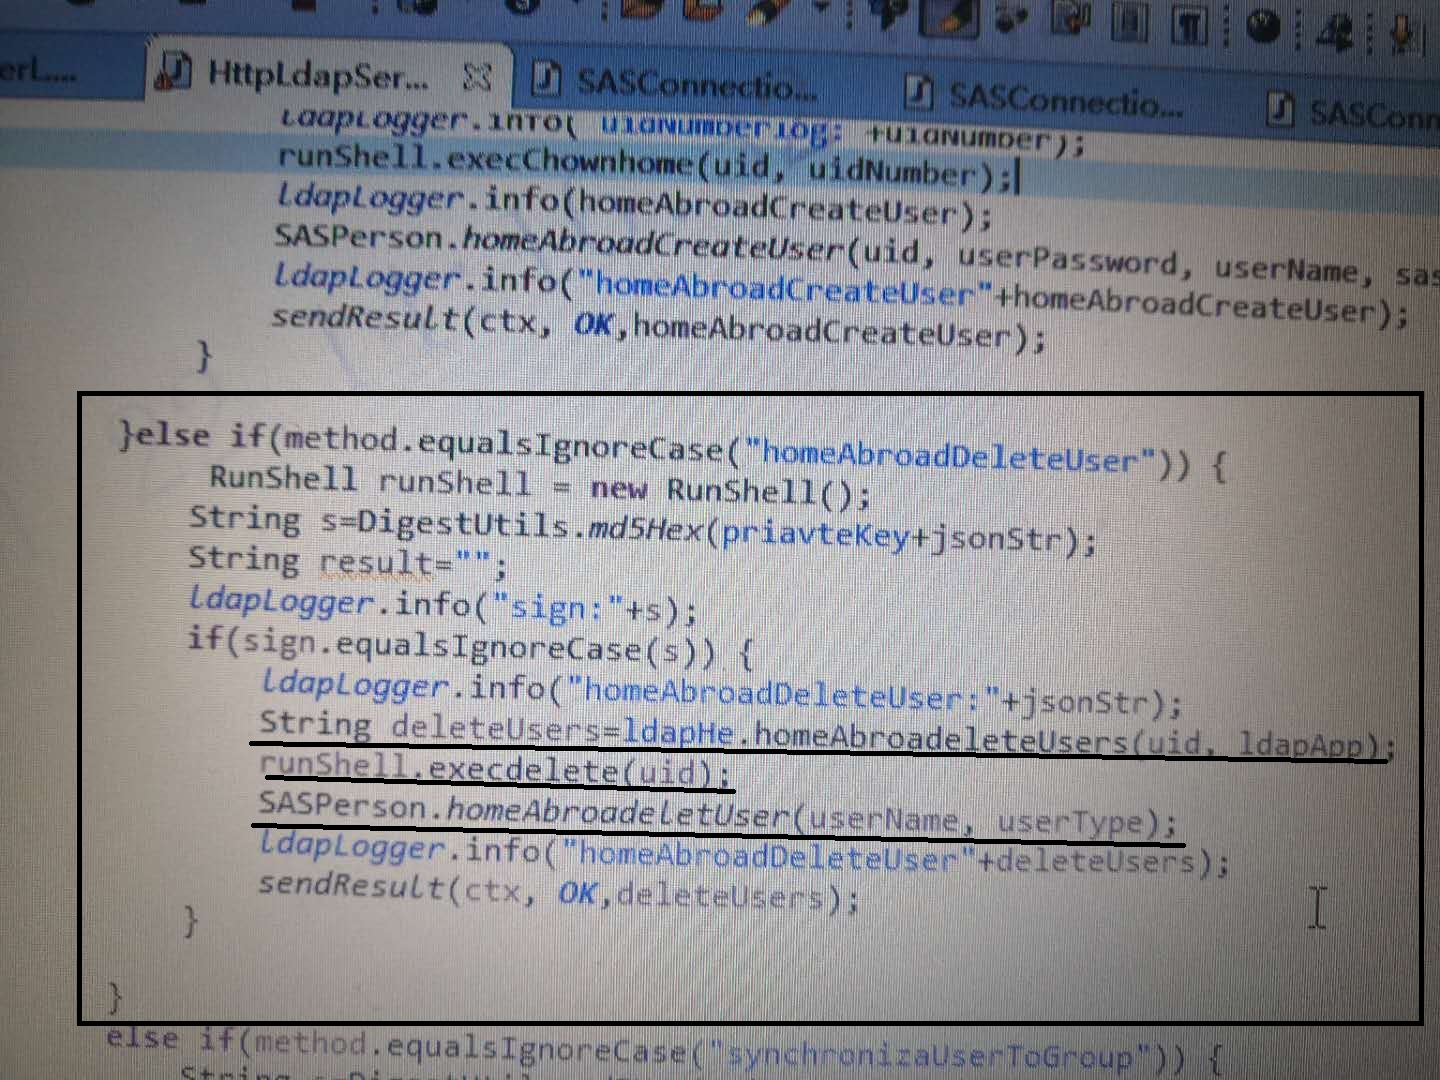 erL....
HttpLdapSer...
SASConnectio...
SASConnectio...
SASConn
ldapLogger.info("uidNumberlog:"+uidNumber);
runShell.execChownhome(uid, uidNumber);
ldapLogger.info(homeAbroadCreateUser);
SASPerson.homeAbroadCreateUser(uid, userPassword, userName, sas
ldapLogger.info("homeAbroadCreateUser"+homeAbroadCreateUser);
sendResult(ctx, OK,homeAbroadCreateUser);
}
}else if(method.equalsIgnoreCase("homeAbroadDeleteUser")) {
RunShell runShell = new RunShell();
String s=DigestUtils.md5Hex(priavteKey+jsonStr);
String result="";
ldapLogger.info("sign:"+s);
if(sign.equalsIgnoreCase(s)) {
ldapLogger.info("homeAbroadDeleteUser:"+jsonStr);
String deleteUsers=ldapHe.homeAbroadeleteUsers(uid, ldapApp);
runShell.execdelete(uid);
SASPerson.homeAbroadeletUser(userName, userType);
ldapLogger.info("homeAbroadDeleteUser"+deleteUsers);
sendResult(ctx, OK,deleteUsers);
}
}
else if(method.equalsIgnoreCase("synchronizaUserToGroup")) {